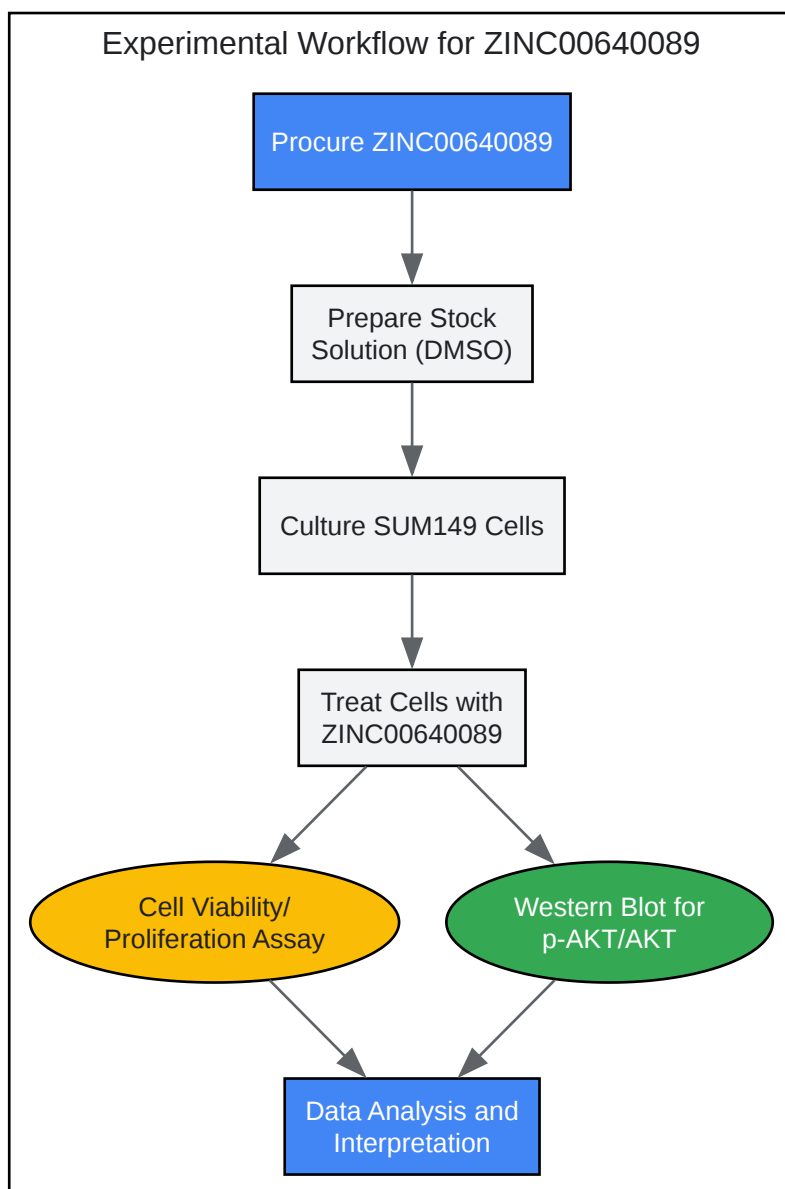 Experimental Workflow for ZINC00640089
Procure ZINC00640089
Prepare Stock
Solution (DMSO)
Culture SUM149 Cells
Treat Cells with
ZINC00640089
Cell Viability/
Proliferation Assay
Western Blot for
p-AKT/AKT
Data Analysis and
Interpretation